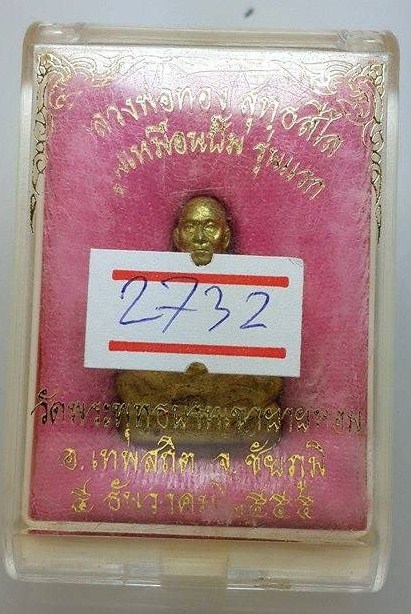 หลวงพ่อทอง สุทฺธสีโล
เหมือนปั๊ม รุ่นแรก
2732
อ.เทพสถิต จ.ชัยภูมิ
๕ ธันวาคม ๒๕๕๕